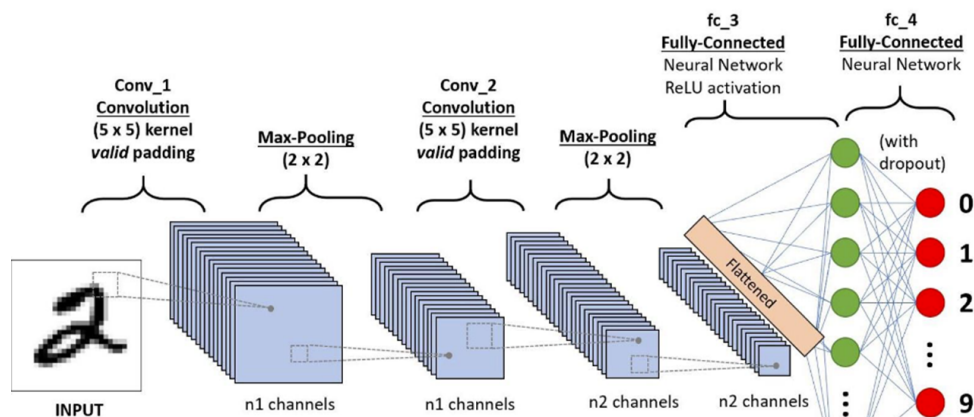 Conv_1
Convolution
(5 x 5) kernel
valid padding
Max-Pooling
(2 x 2)
Conv_2
Convolution
(5 x 5) kernel
valid padding
Max-Pooling
(2 x 2)
fc_3
Fully-Connected
Neural Network
ReLU activation
fc_4
Fully-Connected
Neural Network
(with
dropout)
Flattened
0
1
2
⋮
9
⋮
2
INPUT
n1 channels
n1 channels
n2 channels
n2 channels